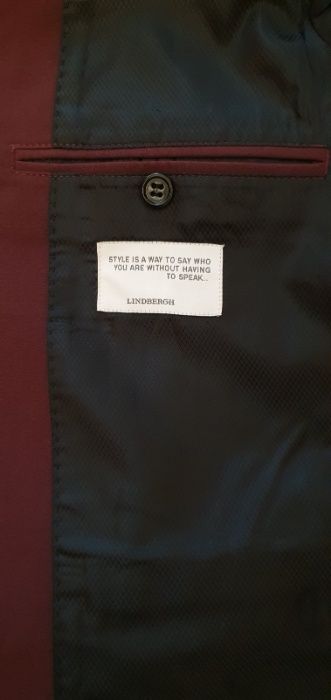 STYLE IS A WAY TO SAY WHO
YOU ARE WITHOUT HAVING
TO SPEAK...
LINDBERGH